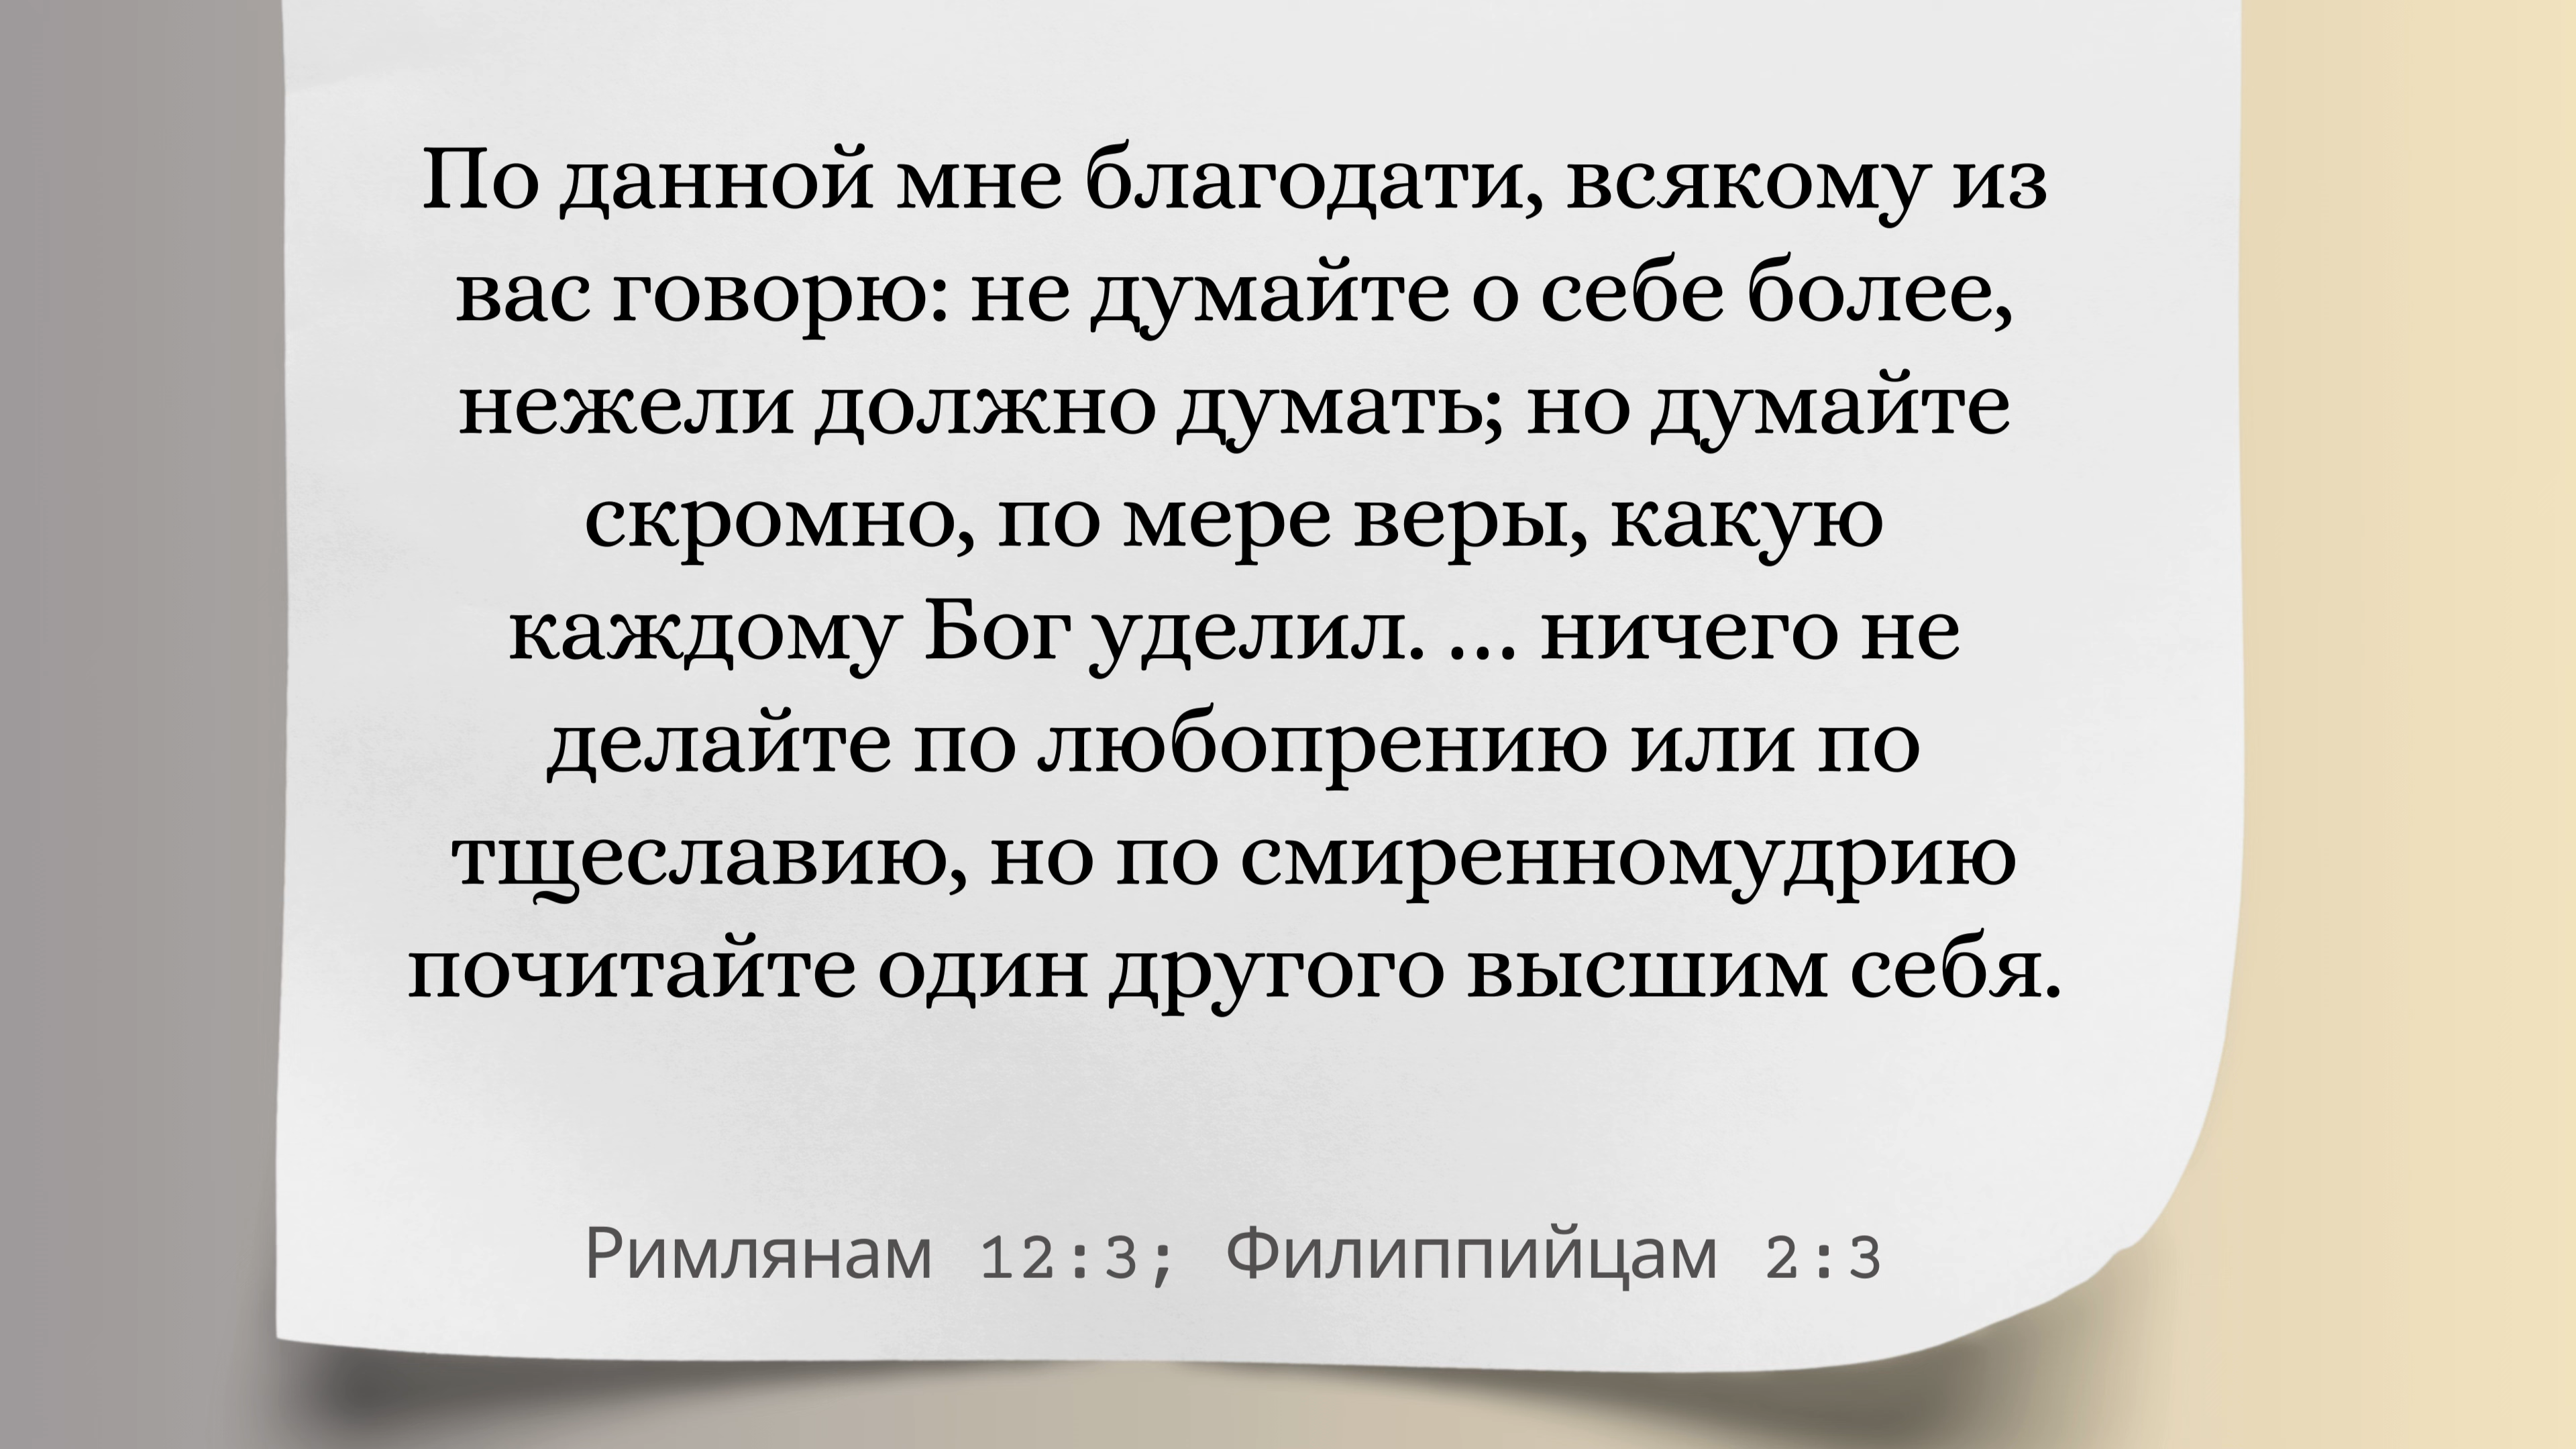 По данной мне благодати, всякому из
вас говорю: не думайте о себе более,
нежели должно думать; но думайте
скромно, по мере веры, какую
каждому Бог уделил. ... ничего не
делайте по любопрению или по
тщеславию, но по смиренномудрию
почитайте один другого высшим себя.
Римлянам 12:3; Филиппийцам 2:3